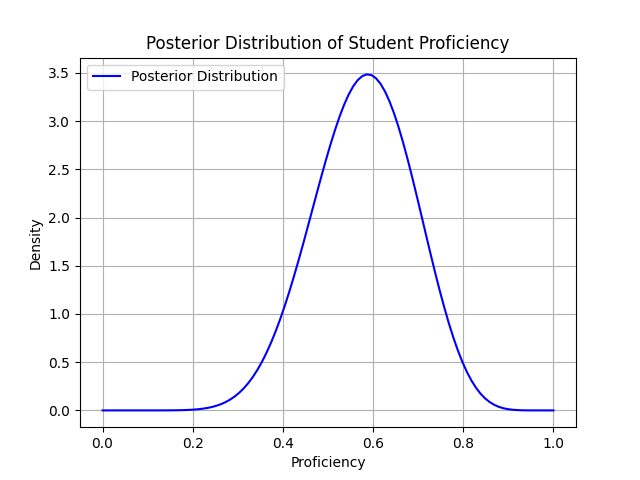 Posterior Distribution of Student Proficiency
Posterior Distribution
3.5
3.0
2.5
2.0
1.5
1.0
0.5
0.0
Density
0.0 0.2 0.4 0.6 0.8 1.0
Proficiency